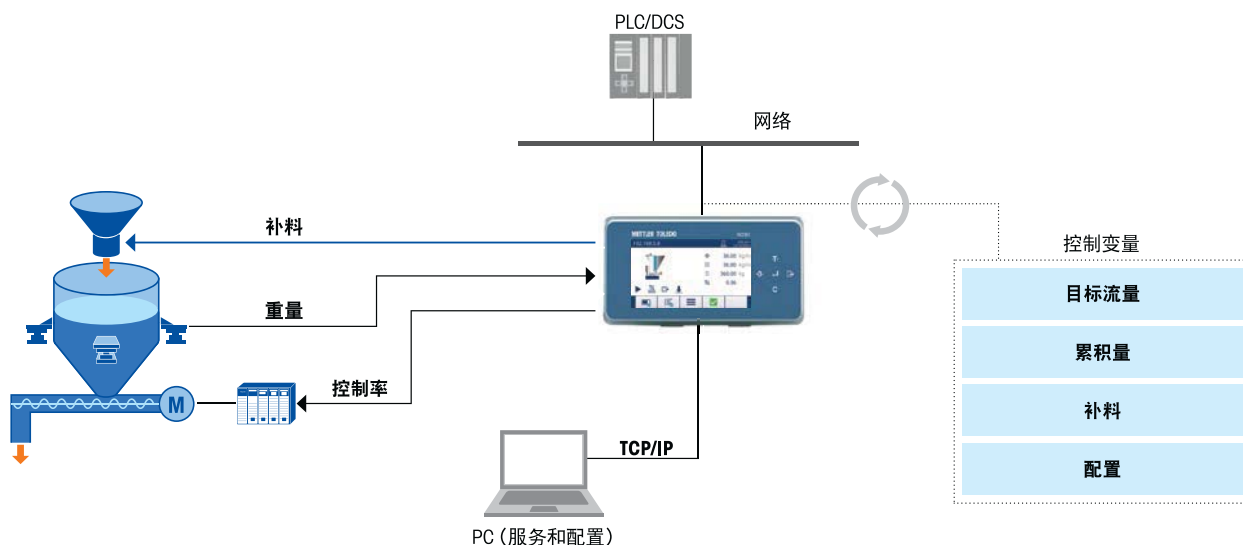 PLC/DCS
网络
补料
METTLER TOLEDO
控制变量
目标流量
重量
累积量
控制率
补料
M
TCP/IP
配置
PC（服务和配置）